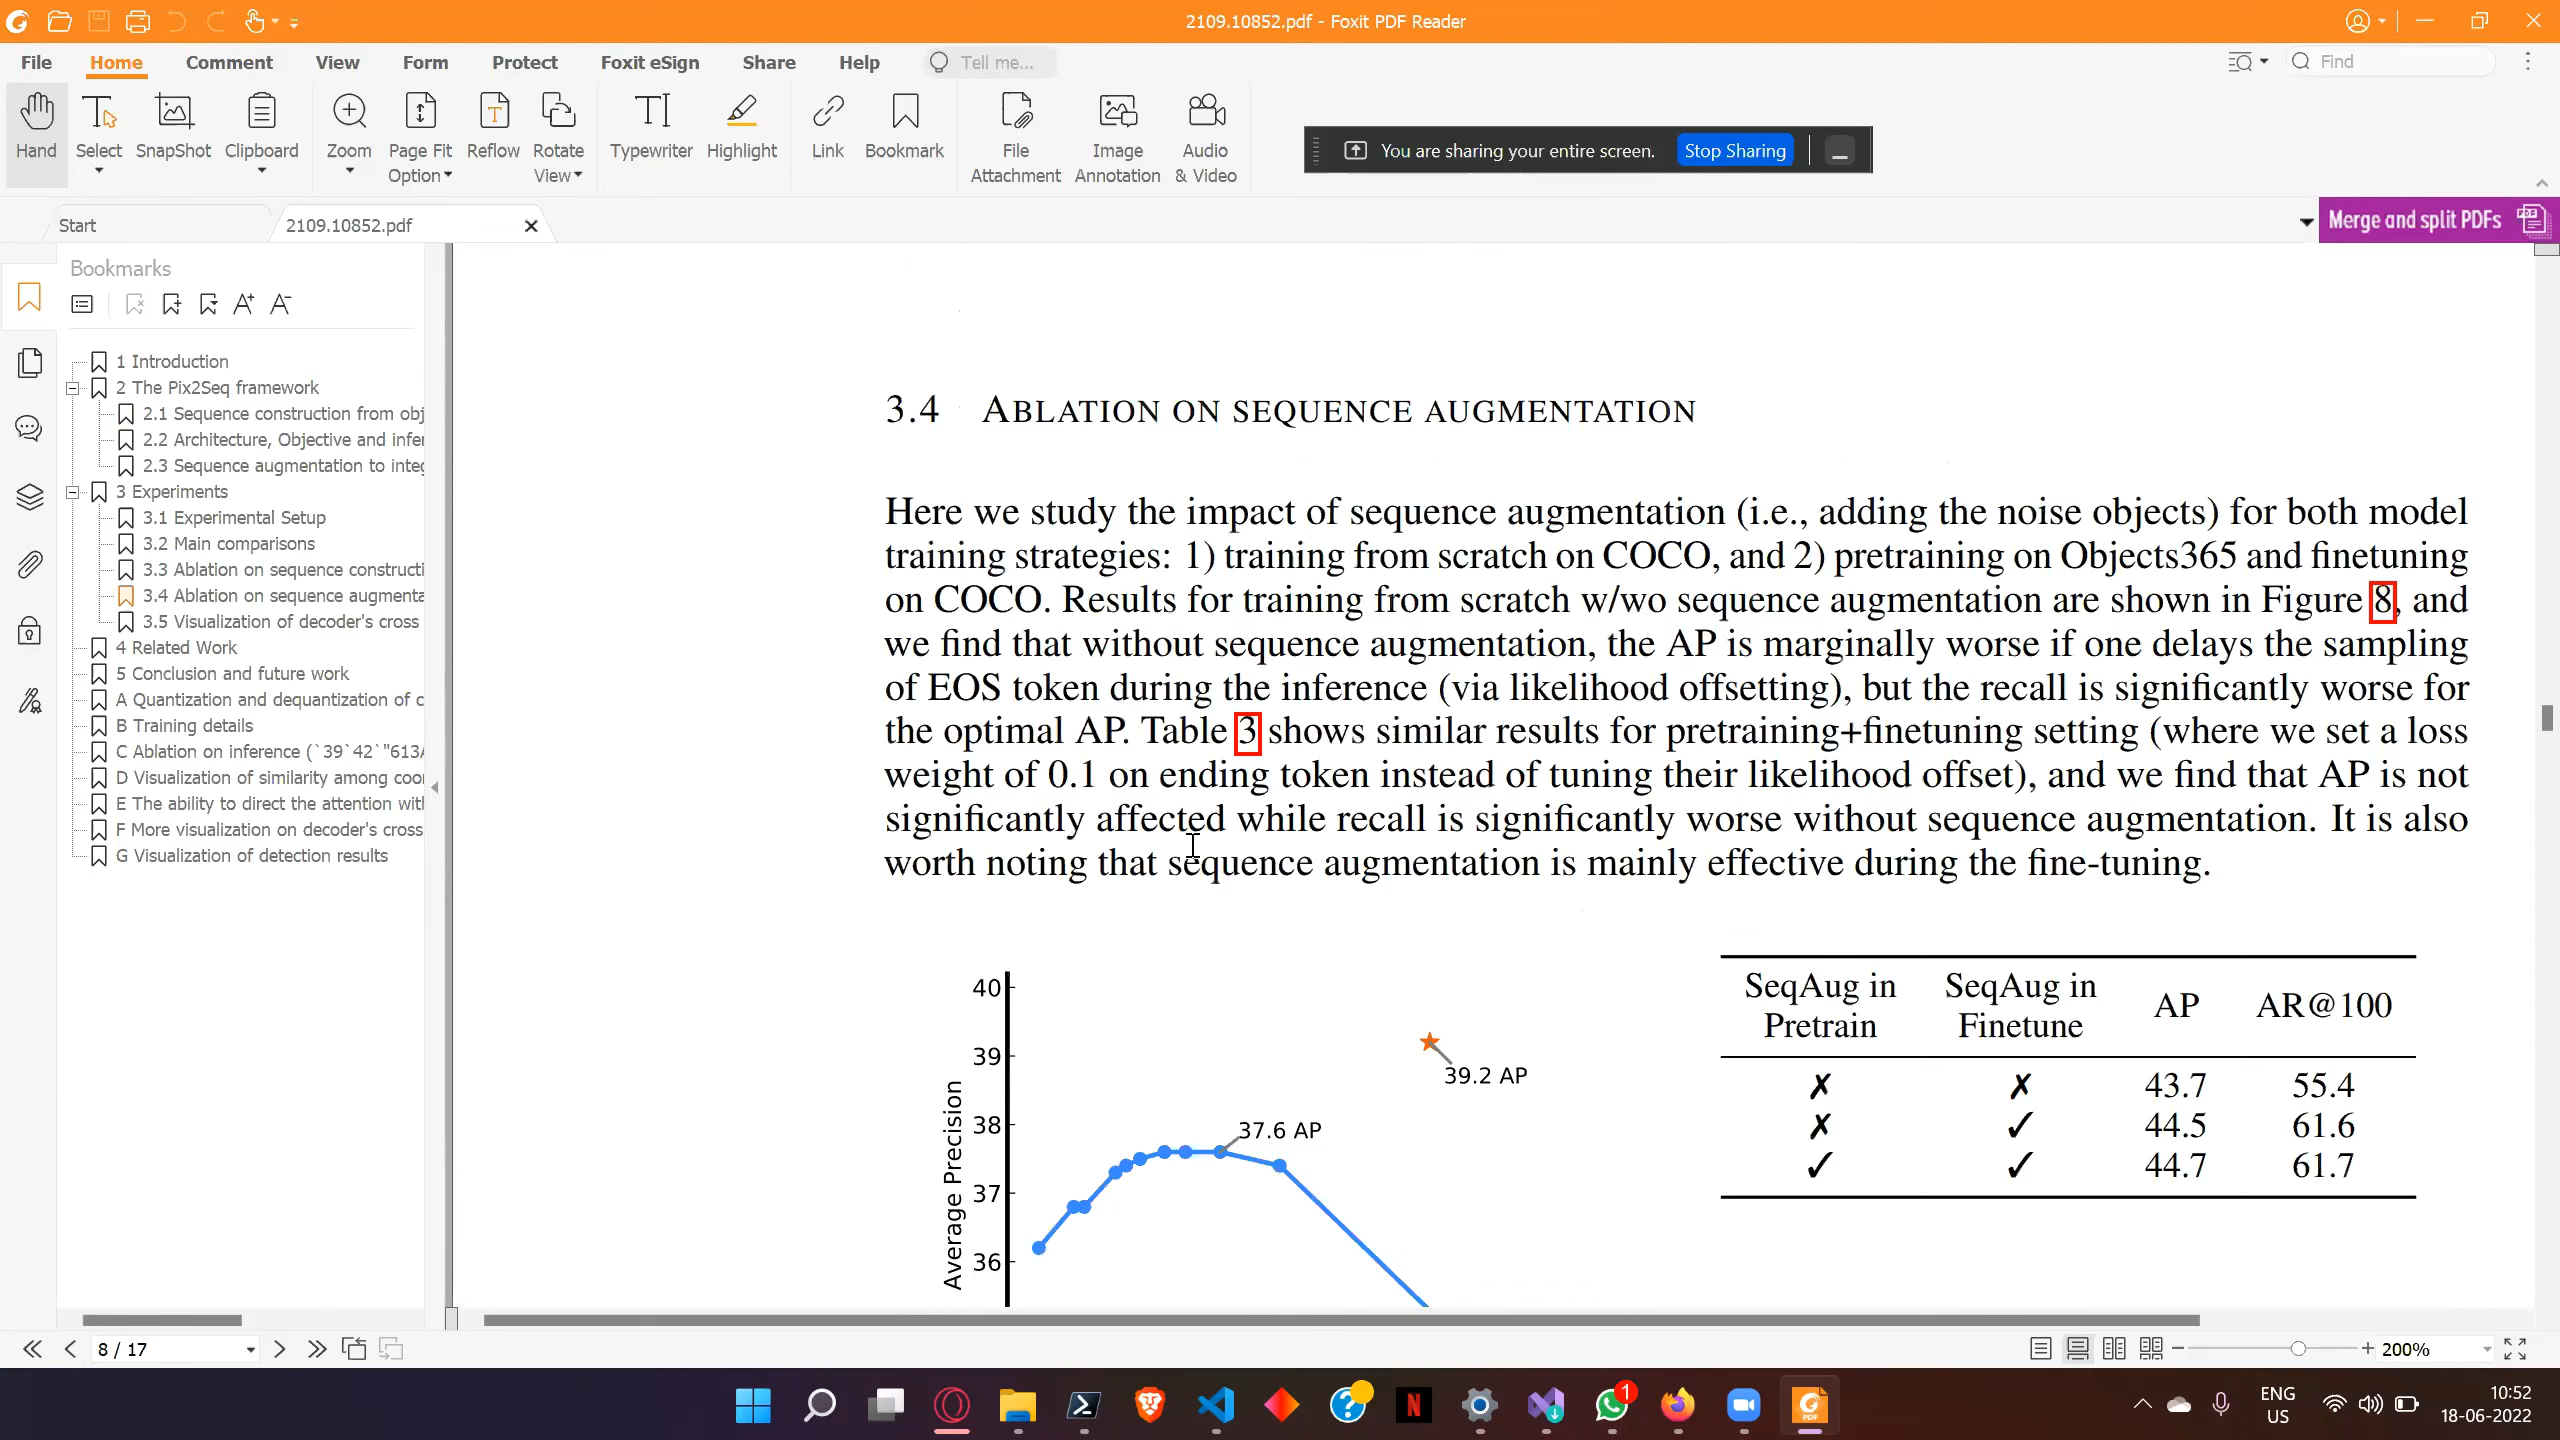 2109.10852.pdf - Foxit PDF Reader
File Home Comment View Form Protect Foxit eSign Share Help Tell me... Find
Hand Select SnapShot Clipboard Zoom Page Fit Option Reflow Rotate View Typewriter Highlight Link Bookmark File Attachment Image Annotation Audio & Video
You are sharing your entire screen. Stop Sharing
Start 2109.10852.pdf Merge and split PDFs
Bookmarks
1 Introduction
2 The Pix2Seq framework
2.1 Sequence construction from obj
2.2 Architecture, Objective and infer
2.3 Sequence augmentation to integ
3 Experiments
3.1 Experimental Setup
3.2 Main comparisons
3.3 Ablation on sequence constructi
3.4 Ablation on sequence augmenta
3.5 Visualization of decoder's cross
4 Related Work
5 Conclusion and future work
A Quantization and dequantization of c
B Training details
C Ablation on inference (`39`42`"613A
D Visualization of similarity among coor
E The ability to direct the attention with
F More visualization on decoder's cross
G Visualization of detection results
3.4 ABLATION ON SEQUENCE AUGMENTATION
Here we study the impact of sequence augmentation (i.e., adding the noise objects) for both model
training strategies: 1) training from scratch on COCO, and 2) pretraining on Objects365 and finetuning
on COCO. Results for training from scratch w/wo sequence augmentation are shown in Figure 8, and
we find that without sequence augmentation, the AP is marginally worse if one delays the sampling
of EOS token during the inference (via likelihood offsetting), but the recall is significantly worse for
the optimal AP. Table 3 shows similar results for pretraining+finetuning setting (where we set a loss
weight of 0.1 on ending token instead of tuning their likelihood offset), and we find that AP is not
significantly affected while recall is significantly worse without sequence augmentation. It is also
worth noting that sequence augmentation is mainly effective during the fine-tuning.
Average Precision
40
39
38
37
36
37.6 AP
39.2 AP
SeqAug in Pretrain SeqAug in Finetune AP AR@100
✗ ✗ 43.7 55.4
✗ ✓ 44.5 61.6
✓ ✓ 44.7 61.7
8 / 17 200%
1 ENG US 10:52 18-06-2022